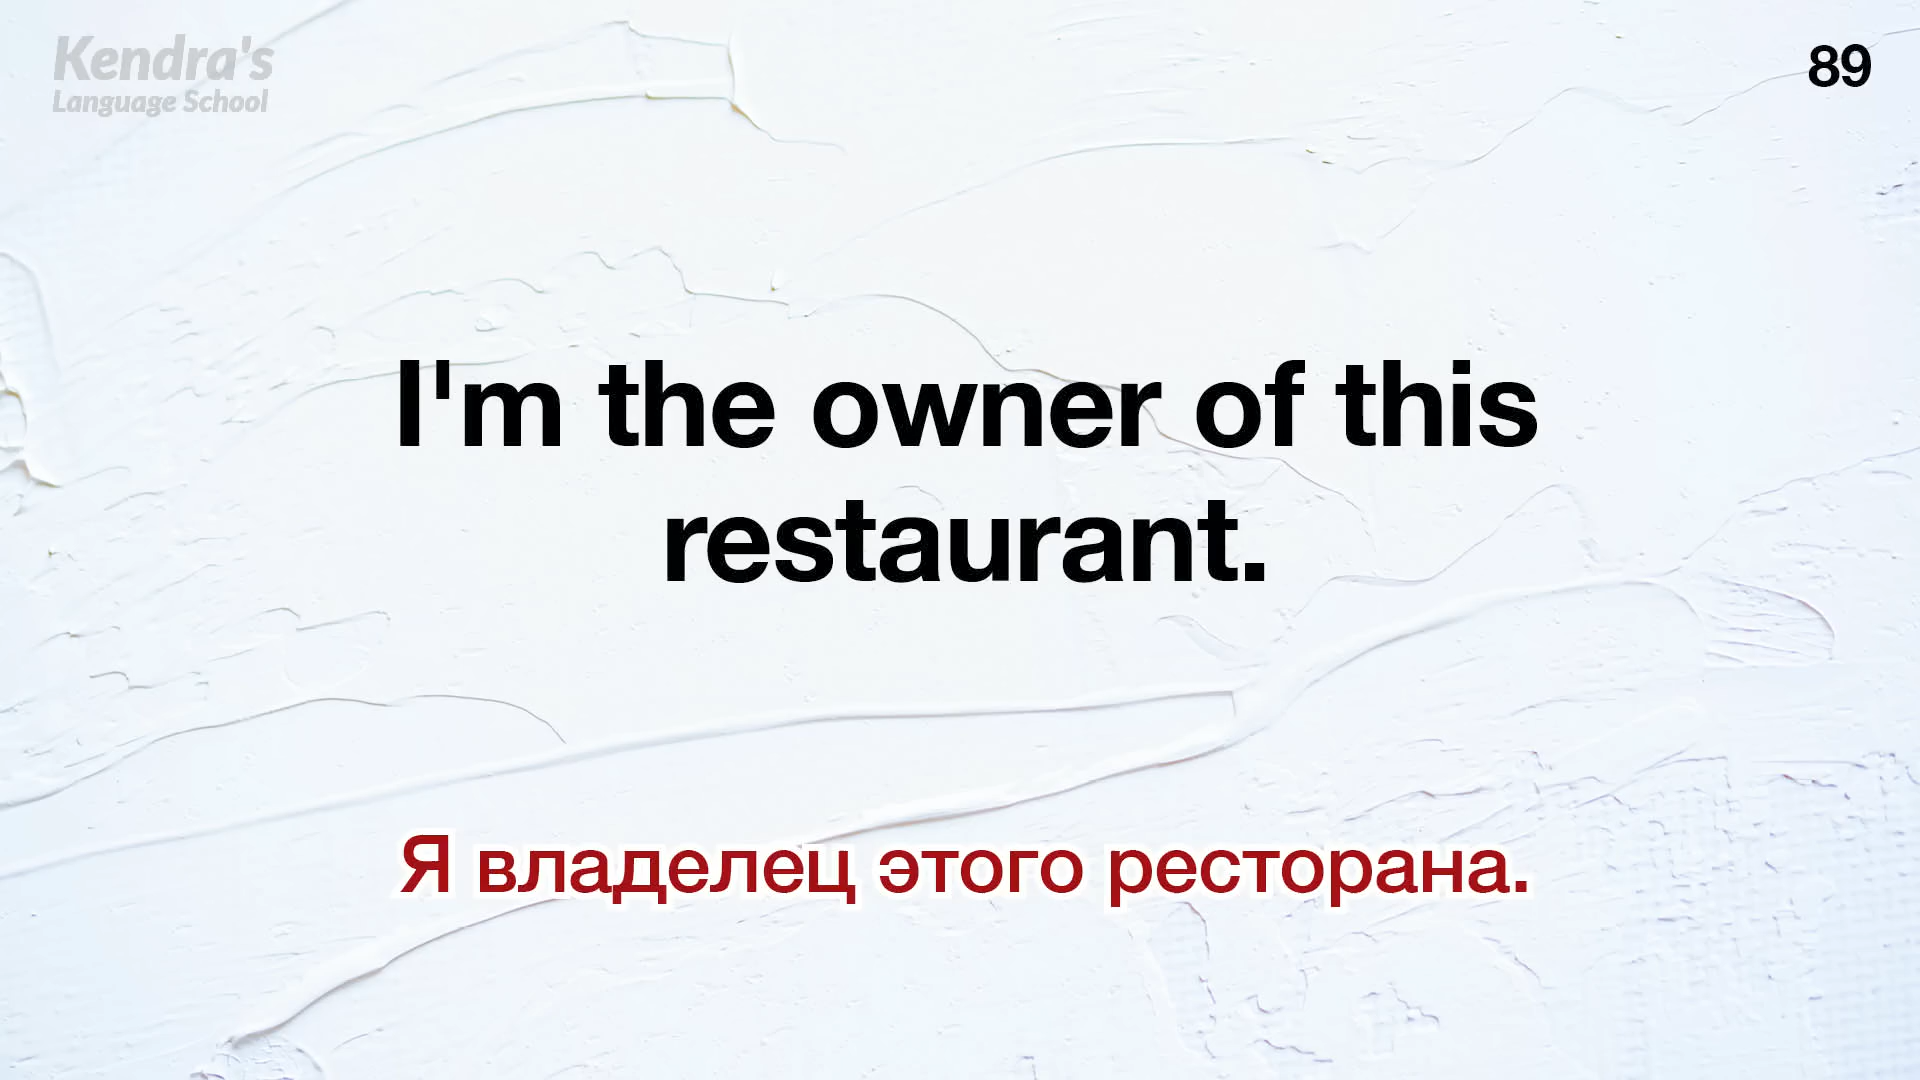 Kendra's
Language School
89
I'm the owner of this
restaurant.
Я владелец этого ресторана.